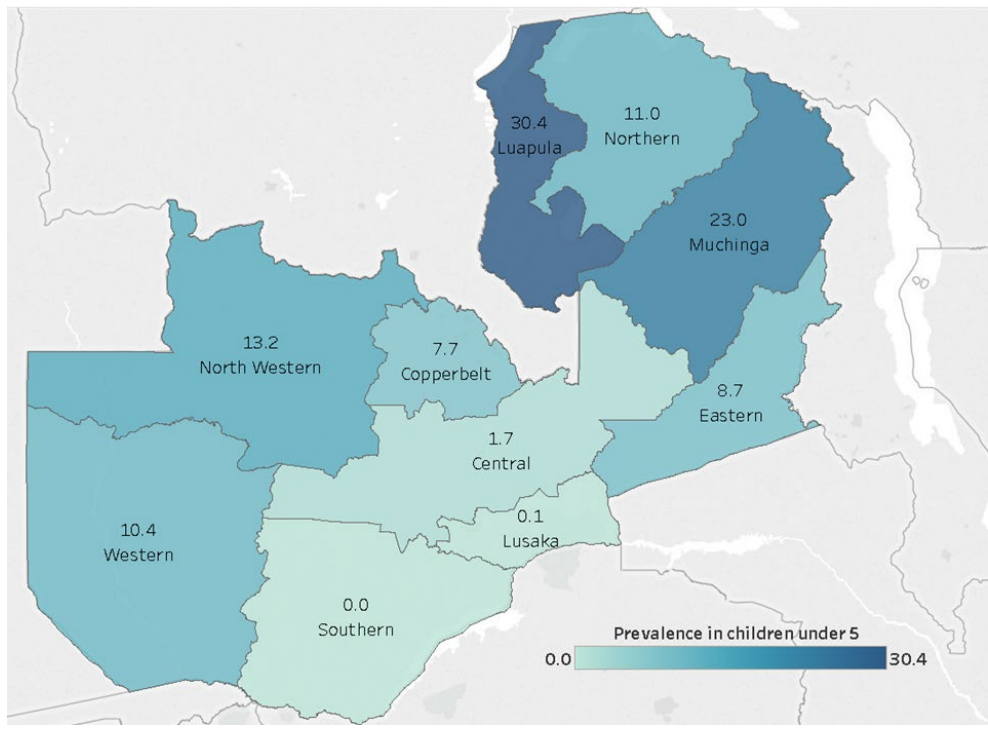 30.4
Luapula
11.0
Northern
23.0
Muchinga
13.2
North Western
7.7
Copperbelt
8.7
Eastern
1.7
Central
10.4
Western
0.1
Lusaka
0.0
Southern
Prevalence in children under 5
0.0
30.4